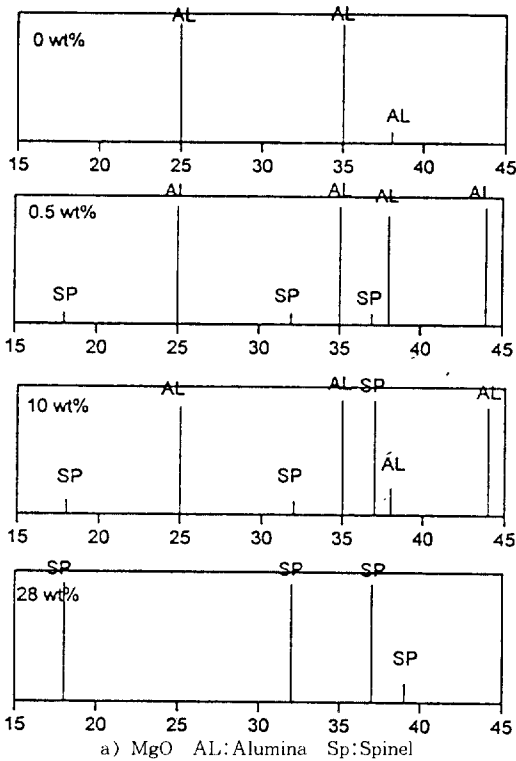 AL AL
0 wt%
AL
15 20 25 30 35 40 45
AL AL AL AL
0.5 wt%
SP SP SP
15 20 25 30 35 40 45
AL AL SP AL
10 wt%
SP SP AL
15 20 25 30 35 40 45
SP SP SP
28 wt%
SP
15 20 25 30 35 40 45
a) MgO AL:Alumina Sp:Spinel